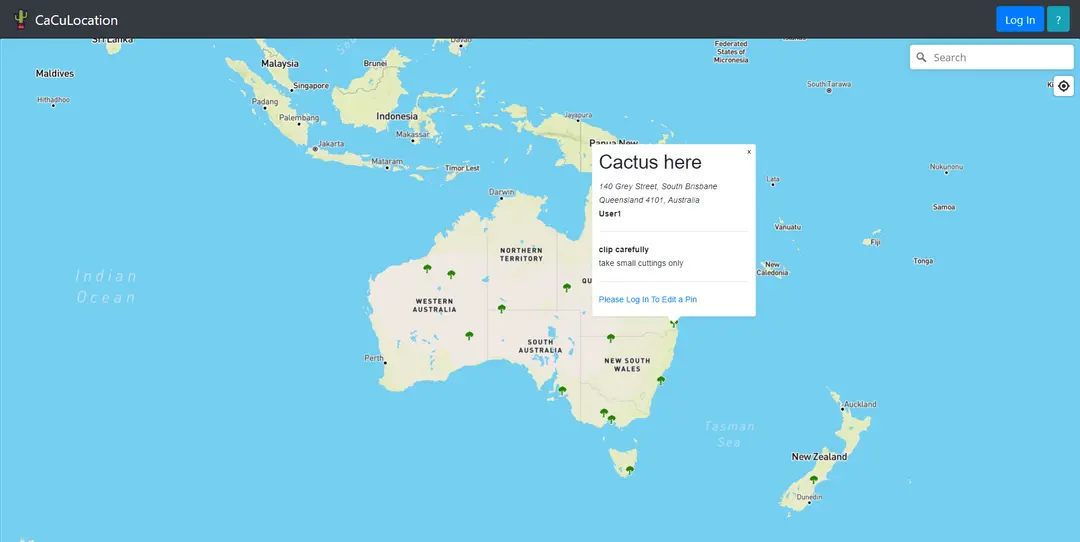 CaCuLocation
Log In
?
Search
SRI LANKA
Maldives
Hithadhoo
Malaysia
Singapore
Brunei
Davao
Federated
States of
Micronesia
South Tarawa
Padang
Palembang
Indonesia
Makassar
Jakarta
Mataram
Timor Lest
Jayapura
Papua New
Darwin
Lata
Nukunonu
Samoa
Vanuatu
Fiji
Tonga
New
Caledonia
Cactus here
x
140 Grey Street, South Brisbane
Queensland 4101, Australia
User1
clip carefully
take small cuttings only
Please Log In To Edit a Pin
Indian
Ocean
NORTHERN
TERRITORY
QU
WESTERN
AUSTRALIA
SOUTH
AUSTRALIA
NEW SOUTH
WALES
Perth
Tasman
Sea
Auckland
New Zealand
Dunedin